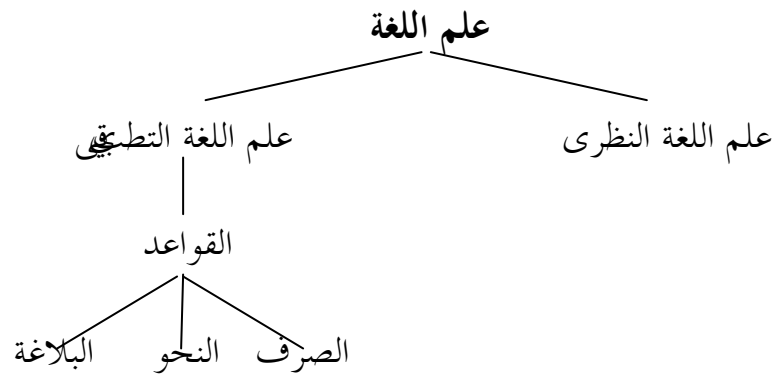 علم اللغة
علم اللغة النظرى علم اللغة التطبيقى
القواعد
الصرف النحو البلاغة